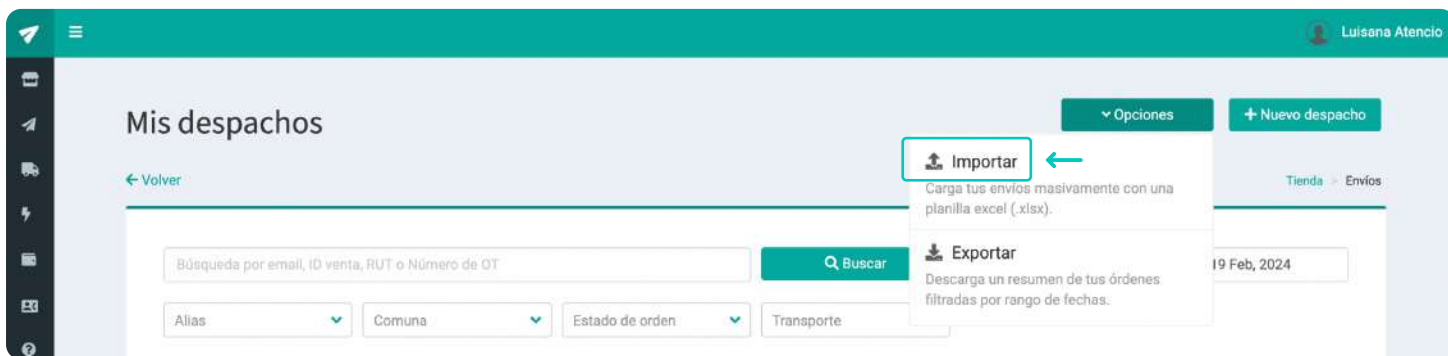 Luisana Atencio
Mis despachos
Opciones
+ Nuevo despacho
← Volver
Importar
Carga tus envíos masivamente con una
planilla excel (.xlsx).
Tienda > Envíos
Búsqueda por email, ID venta, RUT o Número de OT
Buscar
Exportar
Descarga un resumen de tus órdenes
filtradas por rango de fechas.
19 Feb, 2024
Alias
Comuna
Estado de orden
Transporte